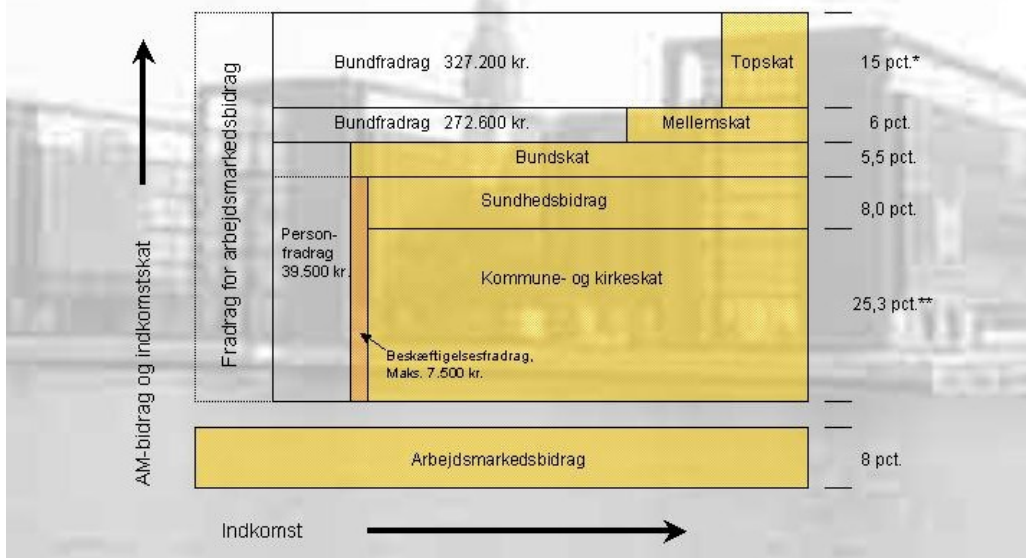 AM-bidrag og indkomstskat
Fradrag for arbejdsmarkedsbidrag
Bundfradrag 327.200 kr.
Topskat
15 pct.*
Bundfradrag 272.600 kr.
Mellemskat
6 pct.
Bundskat
5,5 pct.
Sundhedsbidrag
8,0 pct.
Person-
fradrag
39.500 kr.
Kommune- og kirkeskat
25,3 pct.**
Beskæftigelsesfradrag,
Maks. 7.500 kr.
Arbejdsmarkedsbidrag
8 pct.
Indkomst